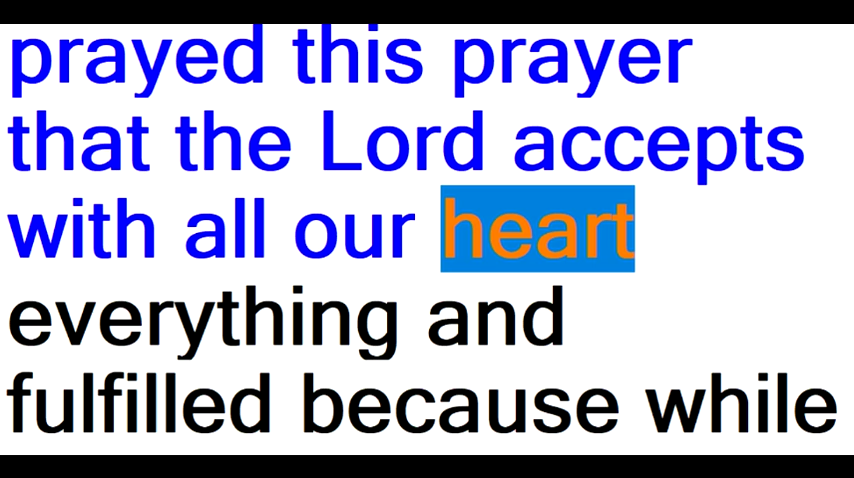 prayed this prayer
that the Lord accepts
with all our heart
everything and
fulfilled because while